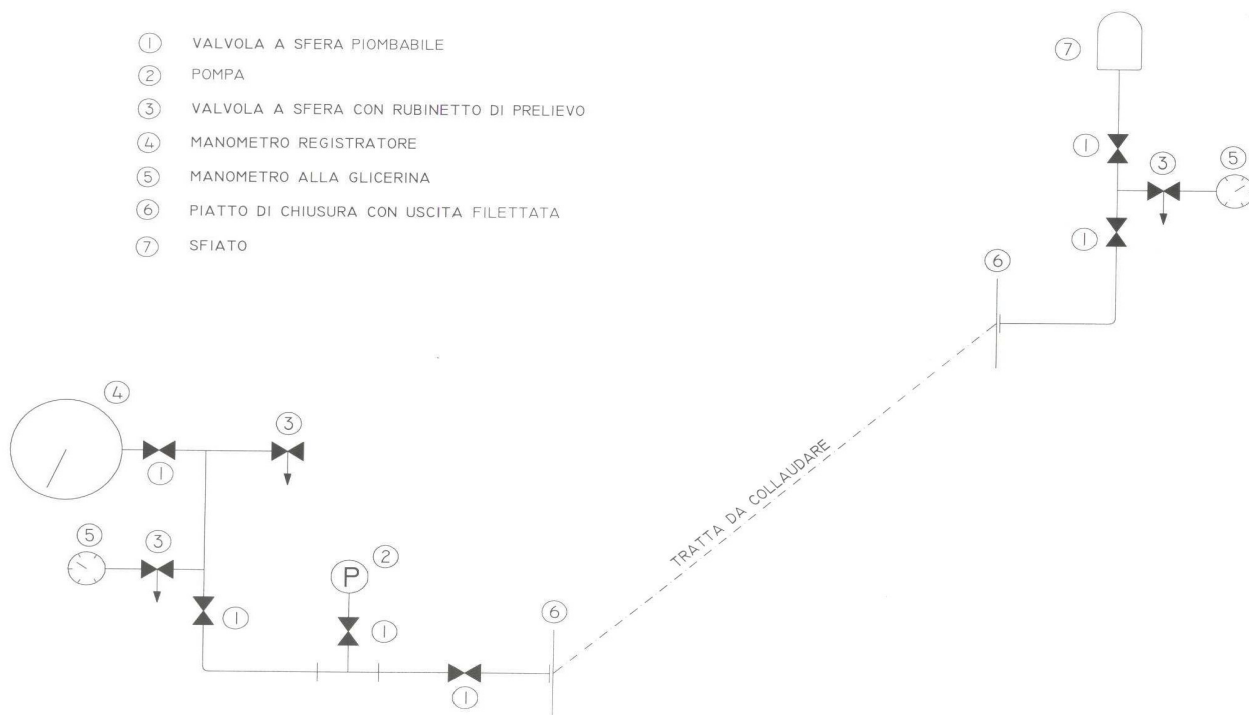 ① VALVOLA A SFERA PIOMBABILE
② POMPA
③ VALVOLA A SFERA CON RUBINETTO DI PRELIEVO
④ MANOMETRO REGISTRATORE
⑤ MANOMETRO ALLA GLICERINA
⑥ PIATTO DI CHIUSURA CON USCITA FILETTATA
⑦ SFIATO
⑦
①
③
⑤
①
⑥
④
③
①
TRATTA DA COLLAUDARE
⑤
③
②
P
①
①
⑥
①